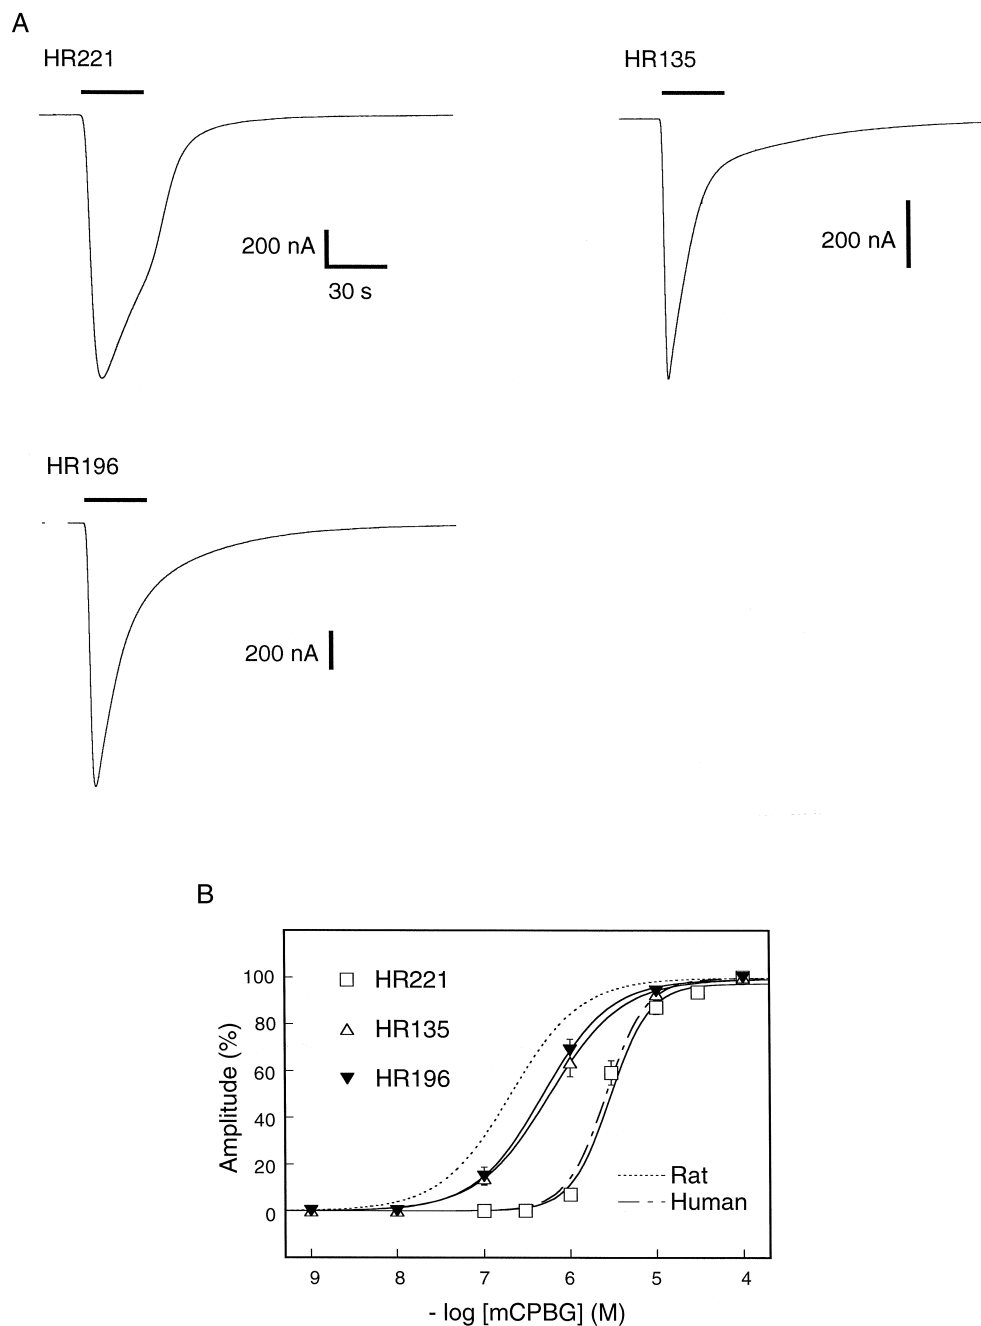 A
HR221
HR135
200 nA
30 s
200 nA
HR196
200 nA
B
100
80
60
40
20
0
Amplitude (%)
HR221
HR135
HR196
Rat
Human
9 8 7 6 5 4
- log [mCPBG] (M)